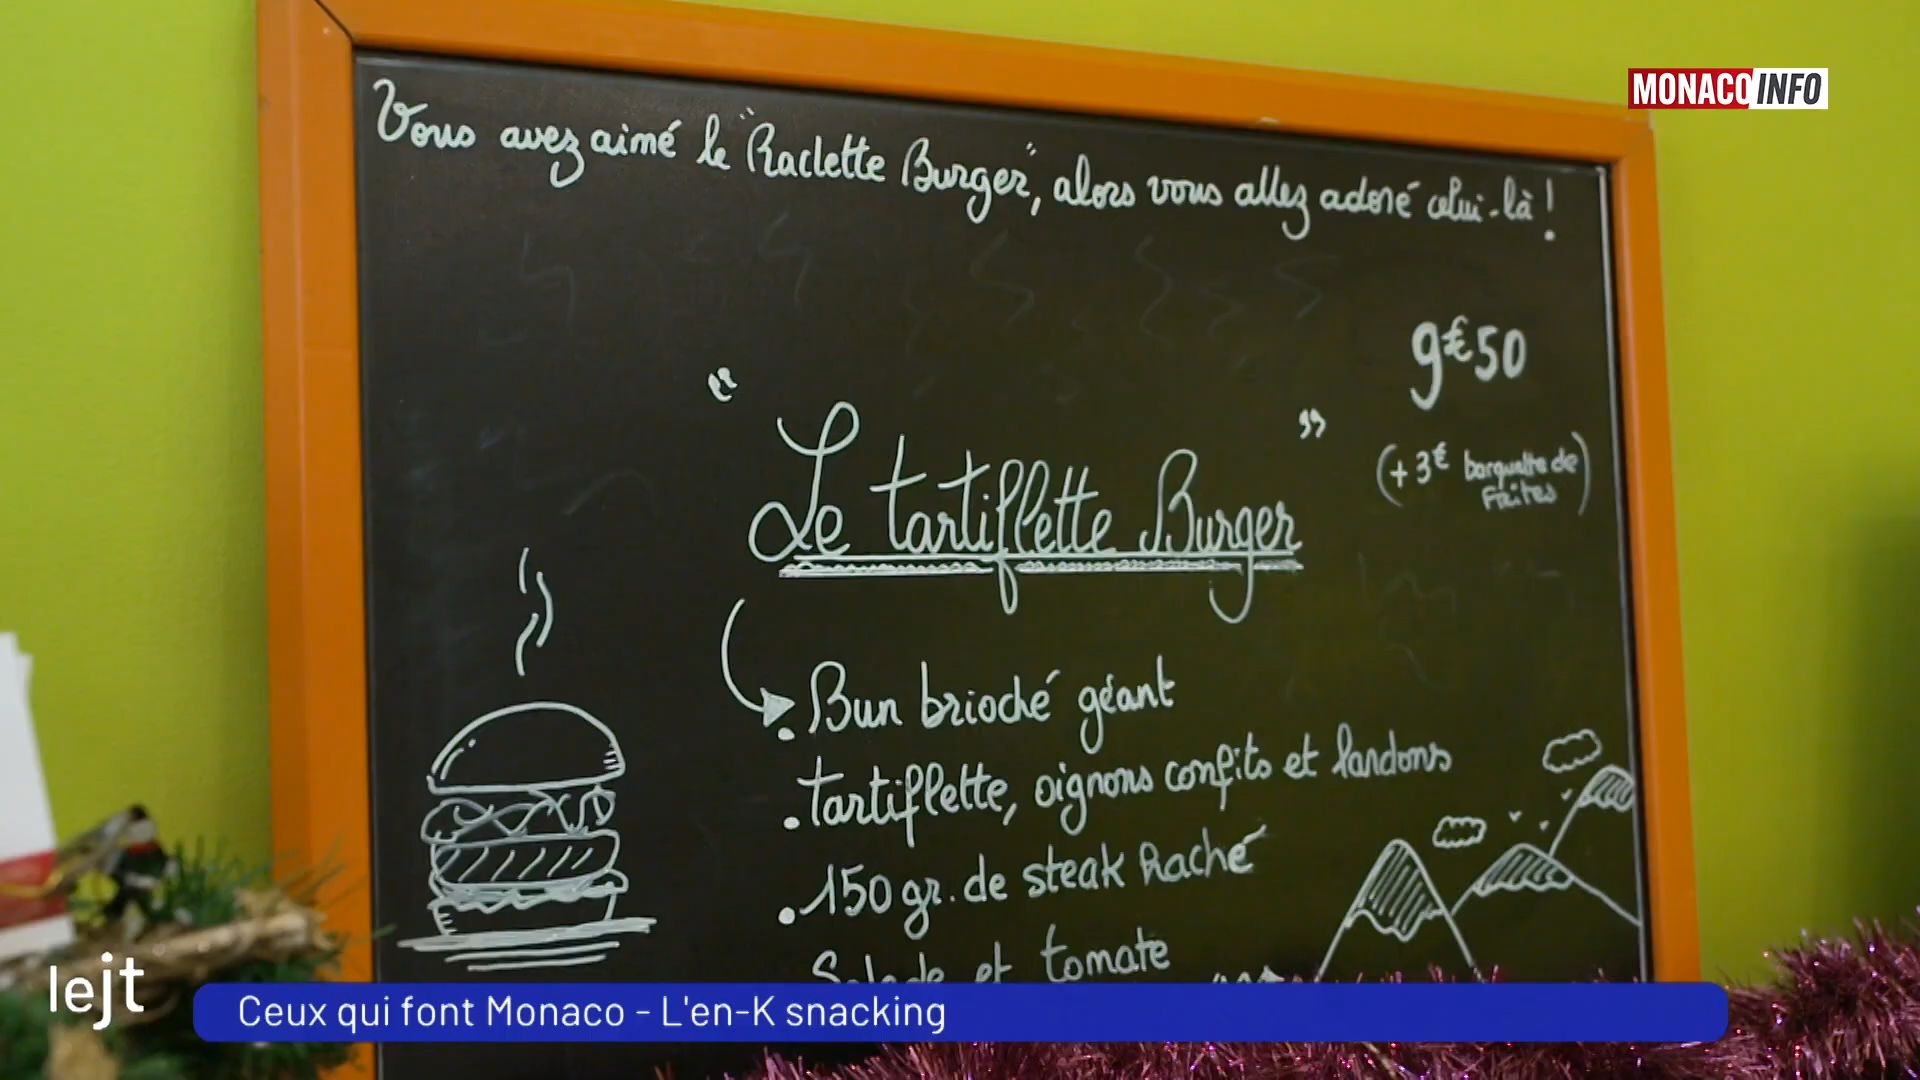 MONACO INFO
Vous avez aimé le "Raclette Burger", alors vous allez adoré celui-là !
9€50
(+ 3€ barquette de
Frites)
" Le tartiflette Burger "
• Bun brioché géant
• tartiflette, oignons confits et lardons
• 150 gr. de steak haché
Salade et tomate
lejt
Ceux qui font Monaco - L'en-K snacking